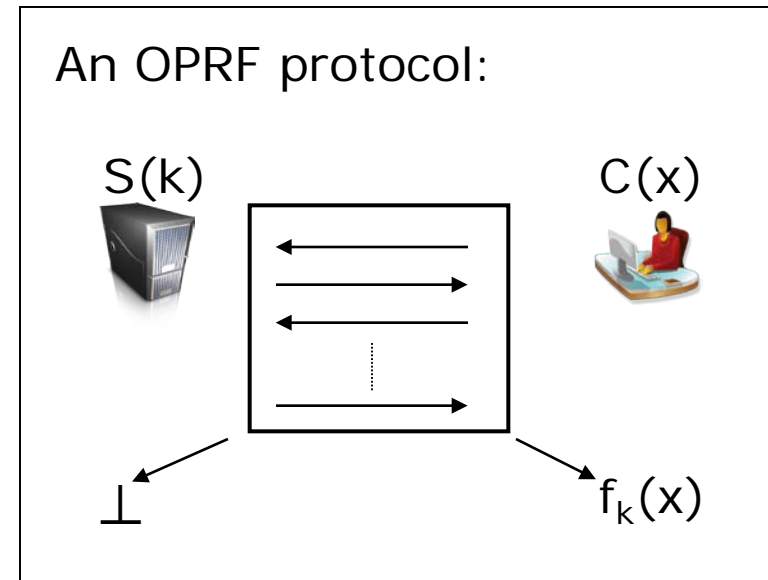 An OPRF protocol:
S(k) C(x)
⊥ fₖ(x)